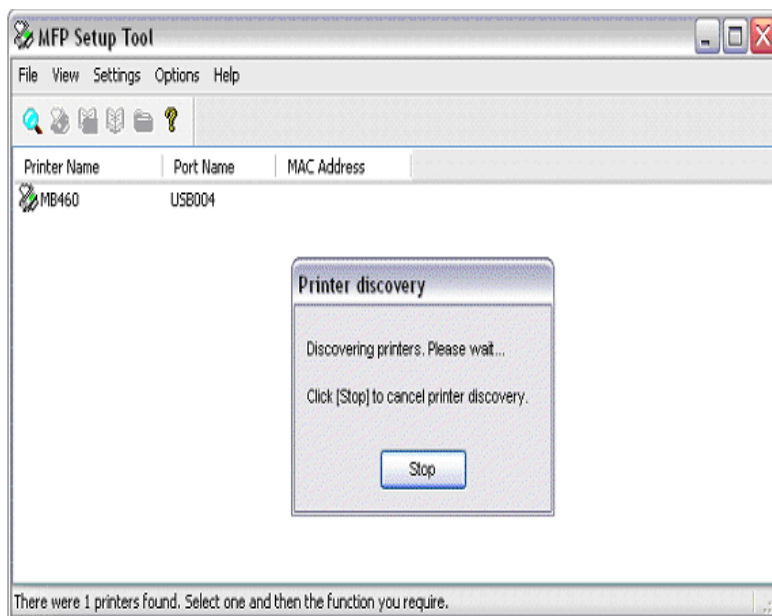 MFP Setup Tool
File View Settings Options Help
Printer Name Port Name MAC Address
MB460 USB004
Printer discovery
Discovering printers. Please wait...
Click [Stop] to cancel printer discovery.
Stop
There were 1 printers found. Select one and then the function you require.